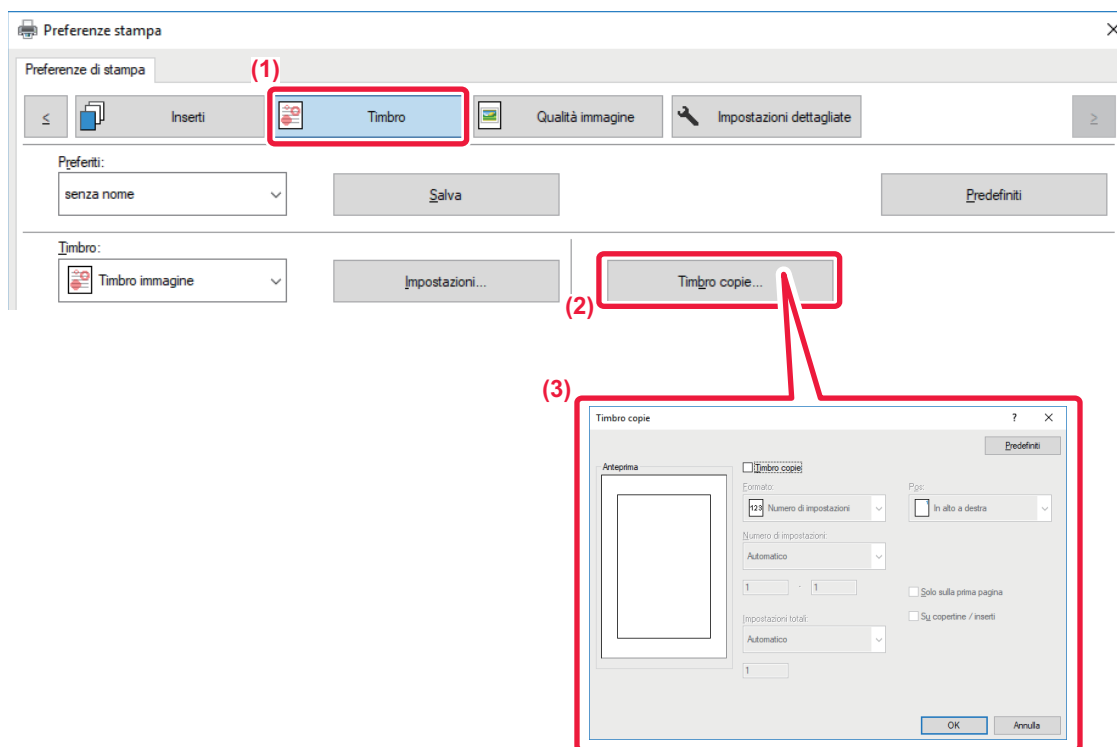 Preferenze stampa
Preferenze di stampa
(1)
< Inserti Timbro Qualità immagine Impostazioni dettagliate >
Preferiti:
senza nome Salva Predefiniti
Timbro:
Timbro immagine Impostazioni... Timbro copie...
(2)
(3)
Timbro copie ?
Predefiniti
Anteprima Timbro copie
Formato: Pos:
123 Numero di impostazioni 1 In alto a destra
Numero di impostazioni:
Automatico
1 - 1 Solo sulla prima pagina
Impostazioni totali: Su copertine / inserti
Automatico
1
OK Annulla